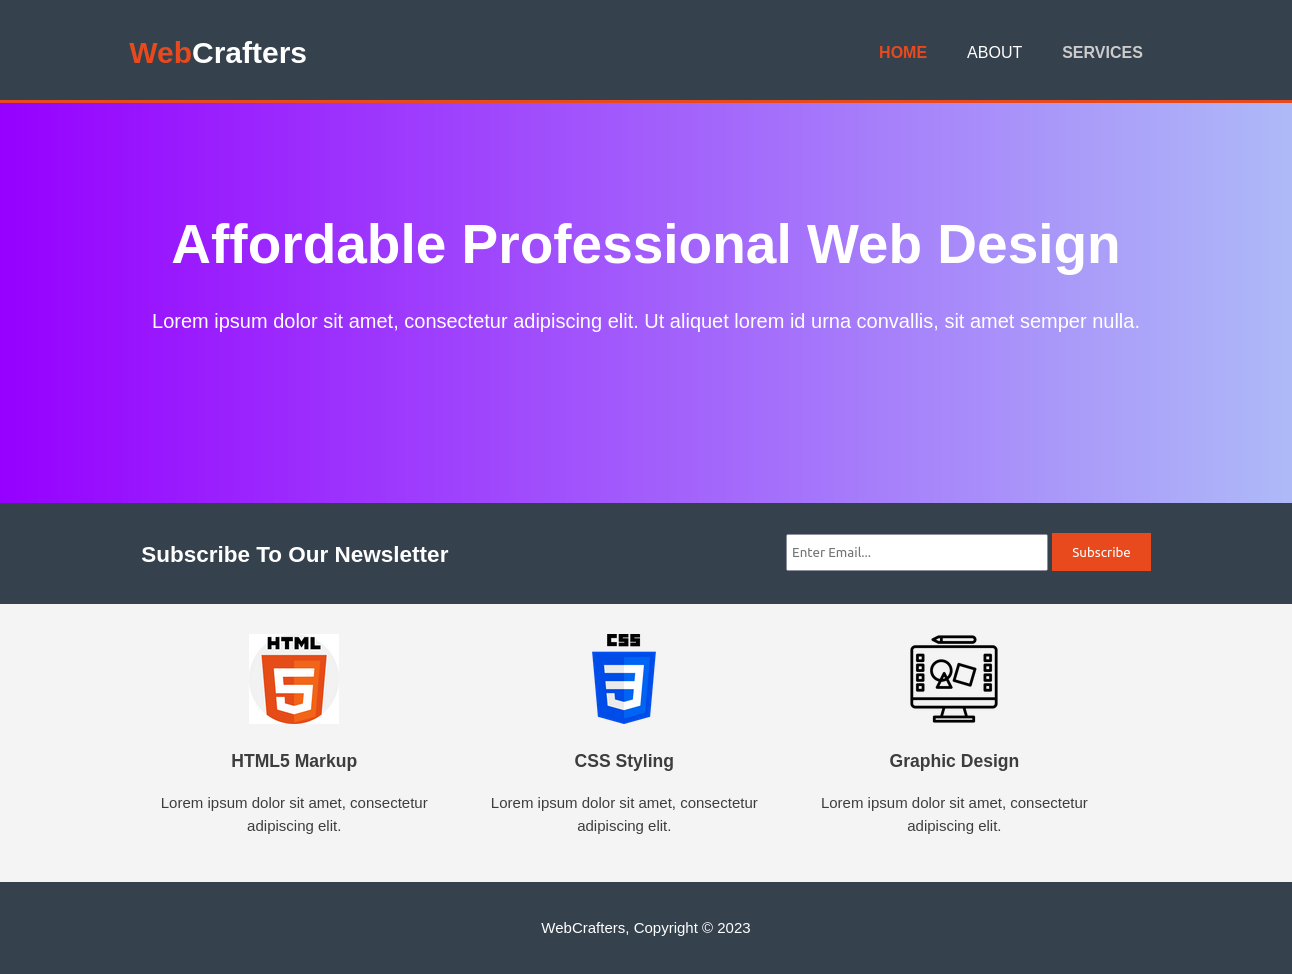 WebCrafters
HOME ABOUT SERVICES
Affordable Professional Web Design
Lorem ipsum dolor sit amet, consectetur adipiscing elit. Ut aliquet lorem id urna convallis, sit amet semper nulla.
Subscribe To Our Newsletter
Enter Email...
Subscribe
HTML
5
HTML5 Markup
Lorem ipsum dolor sit amet, consectetur
adipiscing elit.
CSS
3
CSS Styling
Lorem ipsum dolor sit amet, consectetur
adipiscing elit.
Graphic Design
Lorem ipsum dolor sit amet, consectetur
adipiscing elit.
WebCrafters, Copyright © 2023